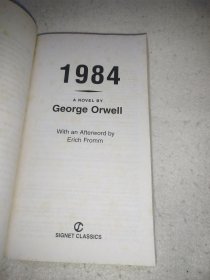 1984
A NOVEL BY
George Orwell
With an Afterword by
Erich Fromm
SIGNET CLASSICS